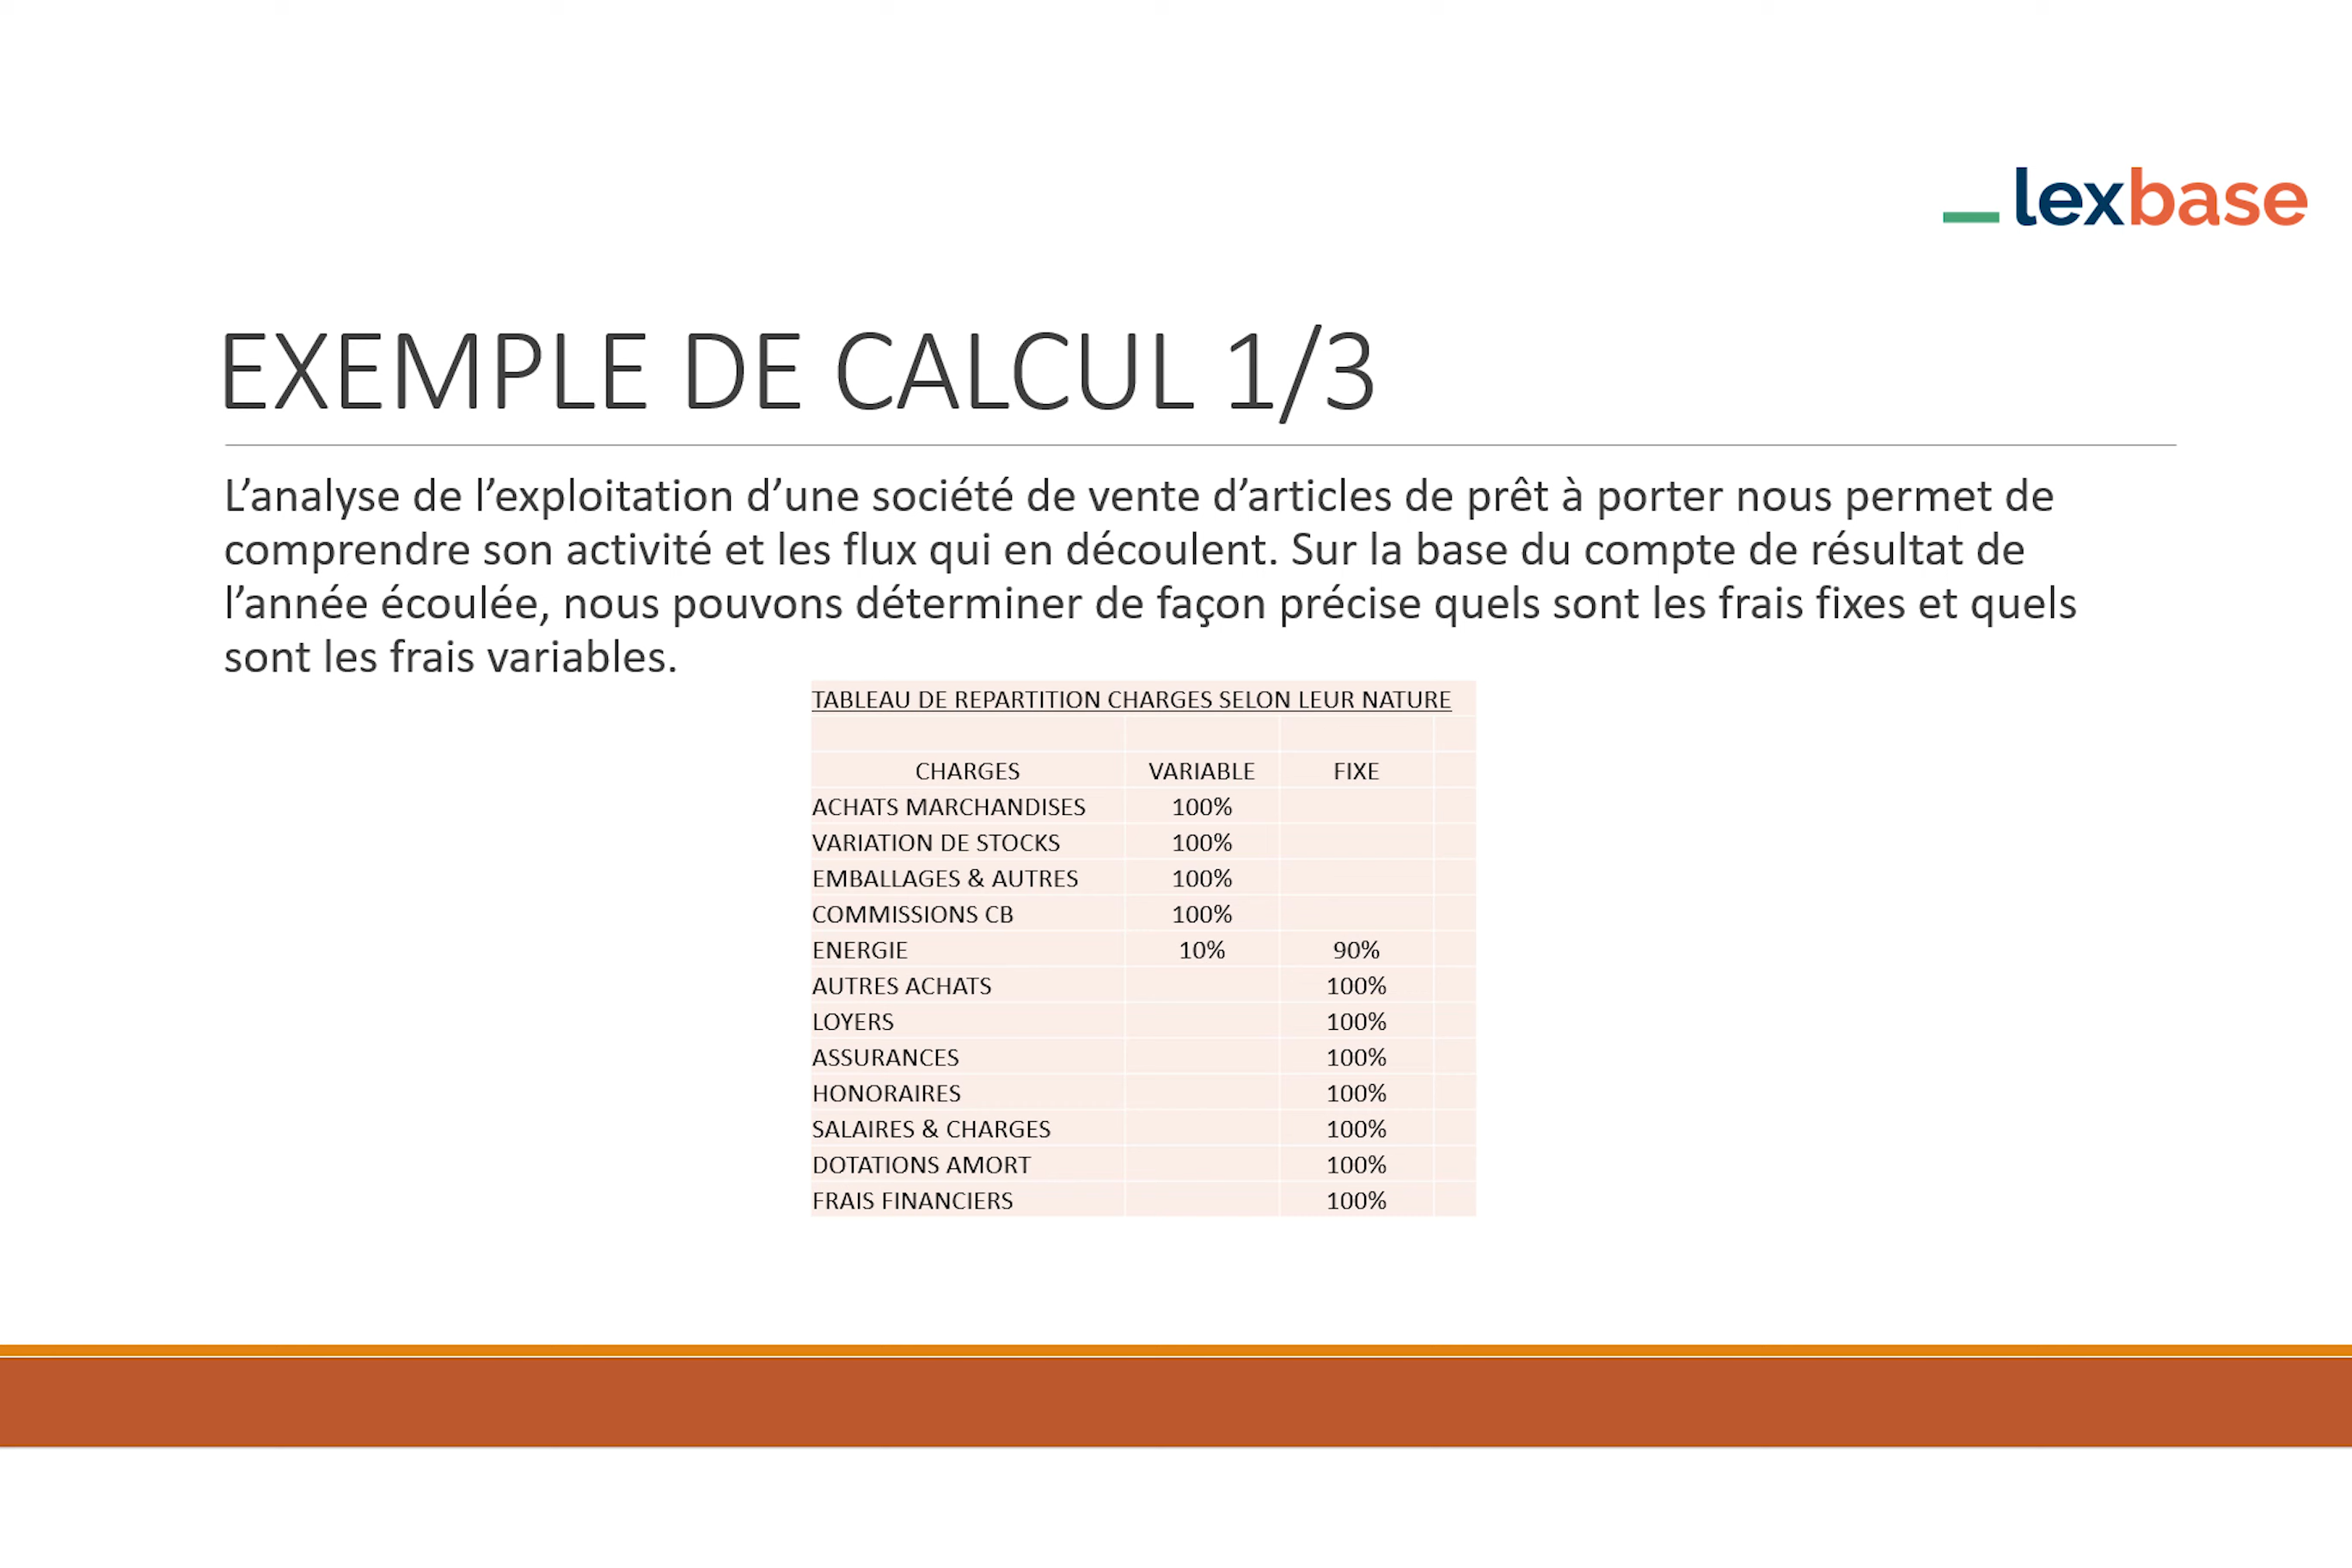 lexbase
EXEMPLE DE CALCUL 1/3
L’analyse de l’exploitation d’une société de vente d’articles de prêt à porter nous permet de
comprendre son activité et les flux qui en découlent. Sur la base du compte de résultat de
l’année écoulée, nous pouvons déterminer de façon précise quels sont les frais fixes et quels
sont les frais variables.
TABLEAU DE REPARTITION CHARGES SELON LEUR NATURE
CHARGES VARIABLE FIXE
ACHATS MARCHANDISES 100%
VARIATION DE STOCKS 100%
EMBALLAGES & AUTRES 100%
COMMISSIONS CB 100%
ENERGIE 10% 90%
AUTRES ACHATS 100%
LOYERS 100%
ASSURANCES 100%
HONORAIRES 100%
SALAIRES & CHARGES 100%
DOTATIONS AMORT 100%
FRAIS FINANCIERS 100%